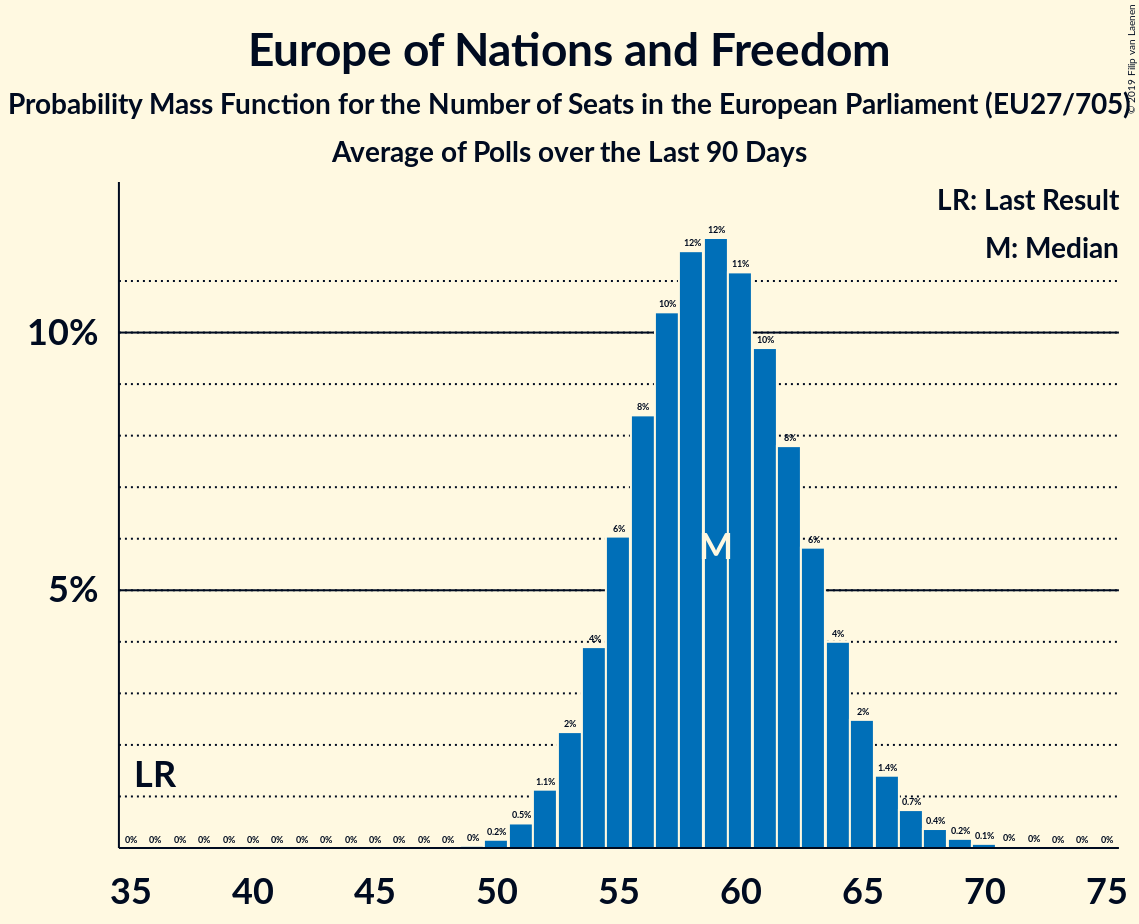 Europe of Nations and Freedom
Probability Mass Function for the Number of Seats in the European Parliament (EU27/705)
Average of Polls over the Last 90 Days
© 2019 Filip van Laenen
LR: Last Result
M: Median
12%
12%
11%
10%
10%
10%
8%
8%
6%
M
6%
5%
4%
4%
2%
2%
LR
1.4%
1.1%
0.7%
0.5%
0.4%
0% 0% 0% 0% 0% 0% 0% 0% 0% 0% 0% 0% 0% 0% 0% 0.2% 0.2% 0.1% 0% 0% 0% 0% 0%
35 40 45 50 55 60 65 70 75